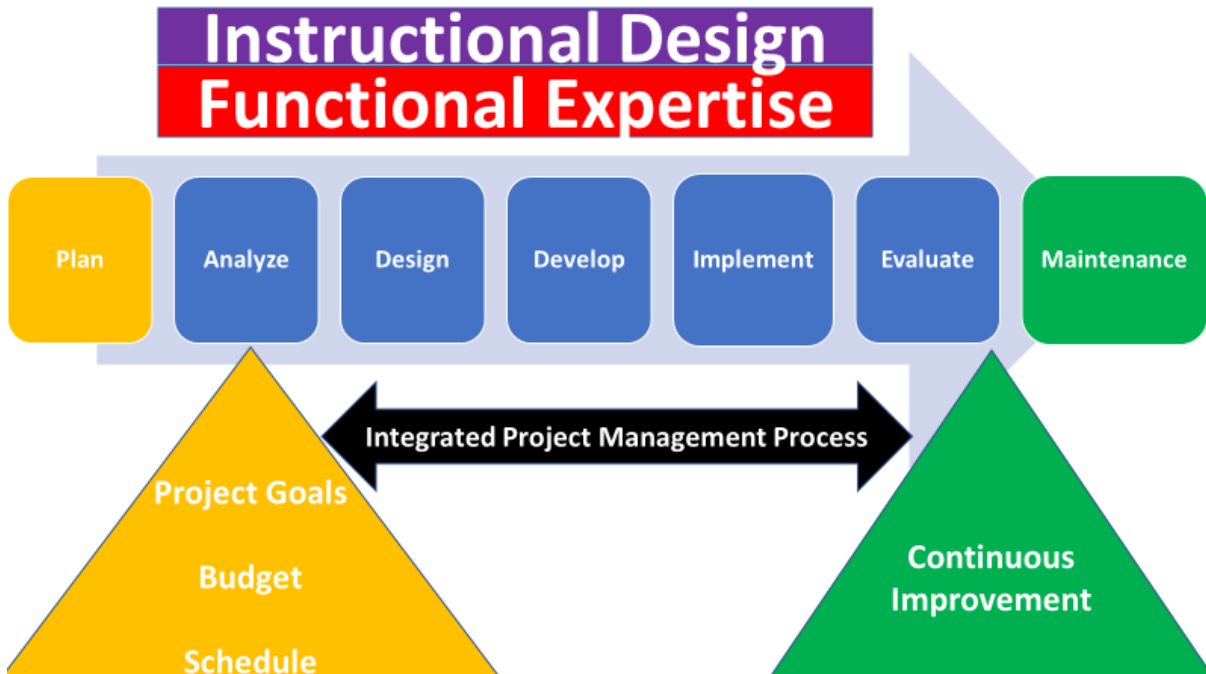 Instructional Design
Functional Expertise
Plan
Analyze
Design
Develop
Implement
Evaluate
Maintenance
Integrated Project Management Process
Project Goals
Budget
Schedule
Continuous
Improvement